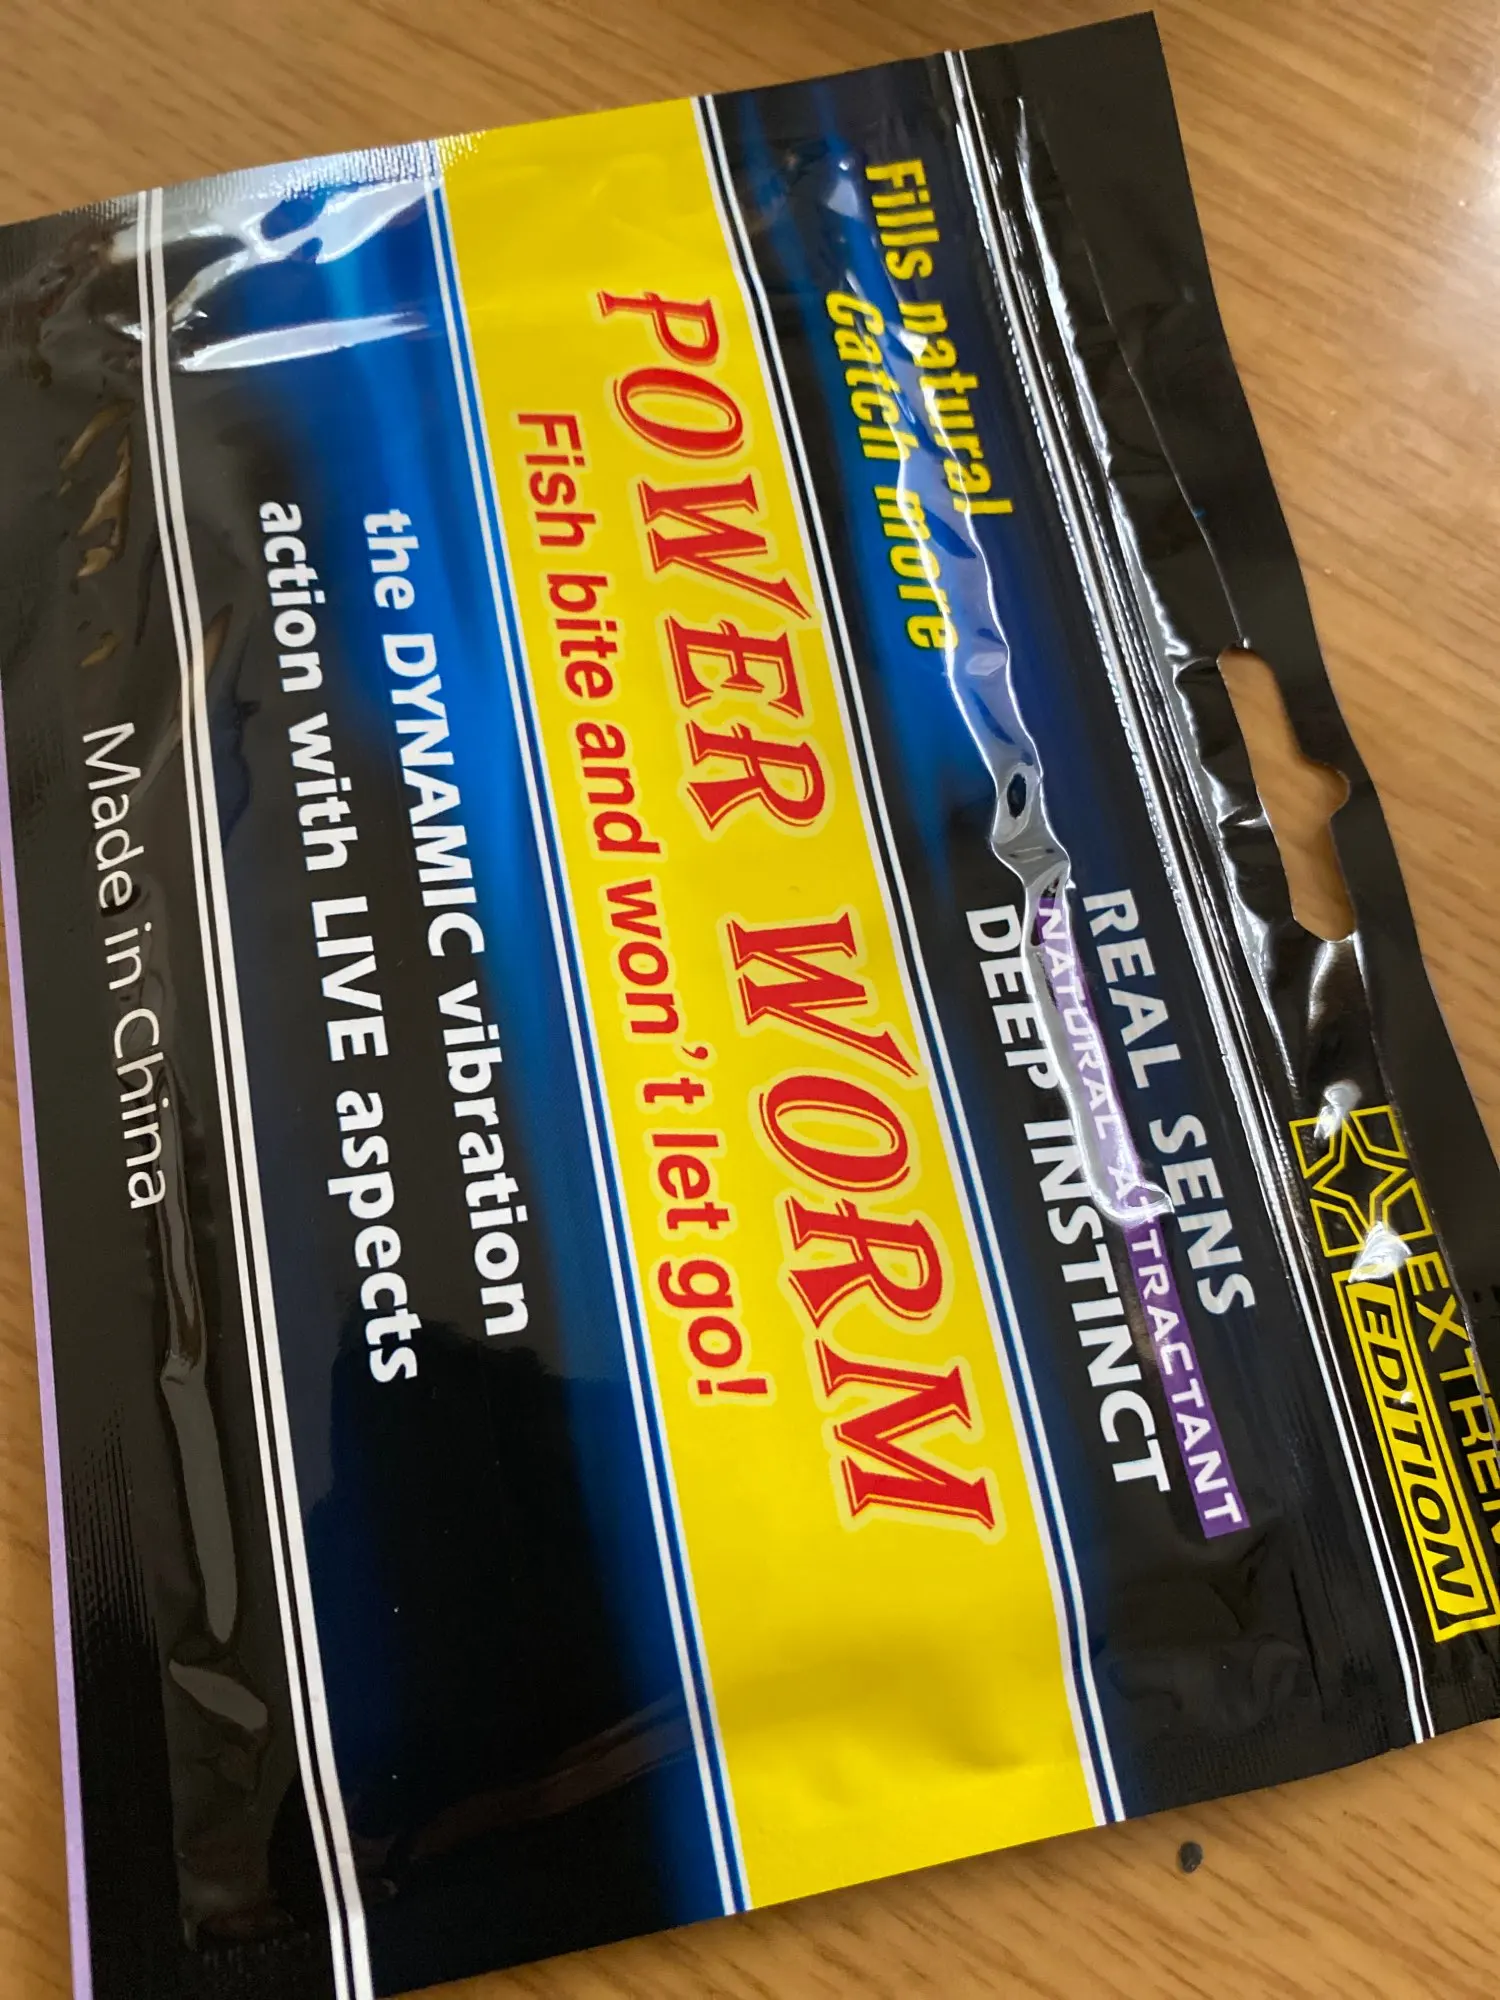 EDITION
REAL SENS
NATURAL ATTRACTANT
DEEP INSTINCT
Fills natural
Catch more
POWER WORM
Fish bite and won't let go!
the DYNAMIC vibration
action with LIVE aspects
Made in China